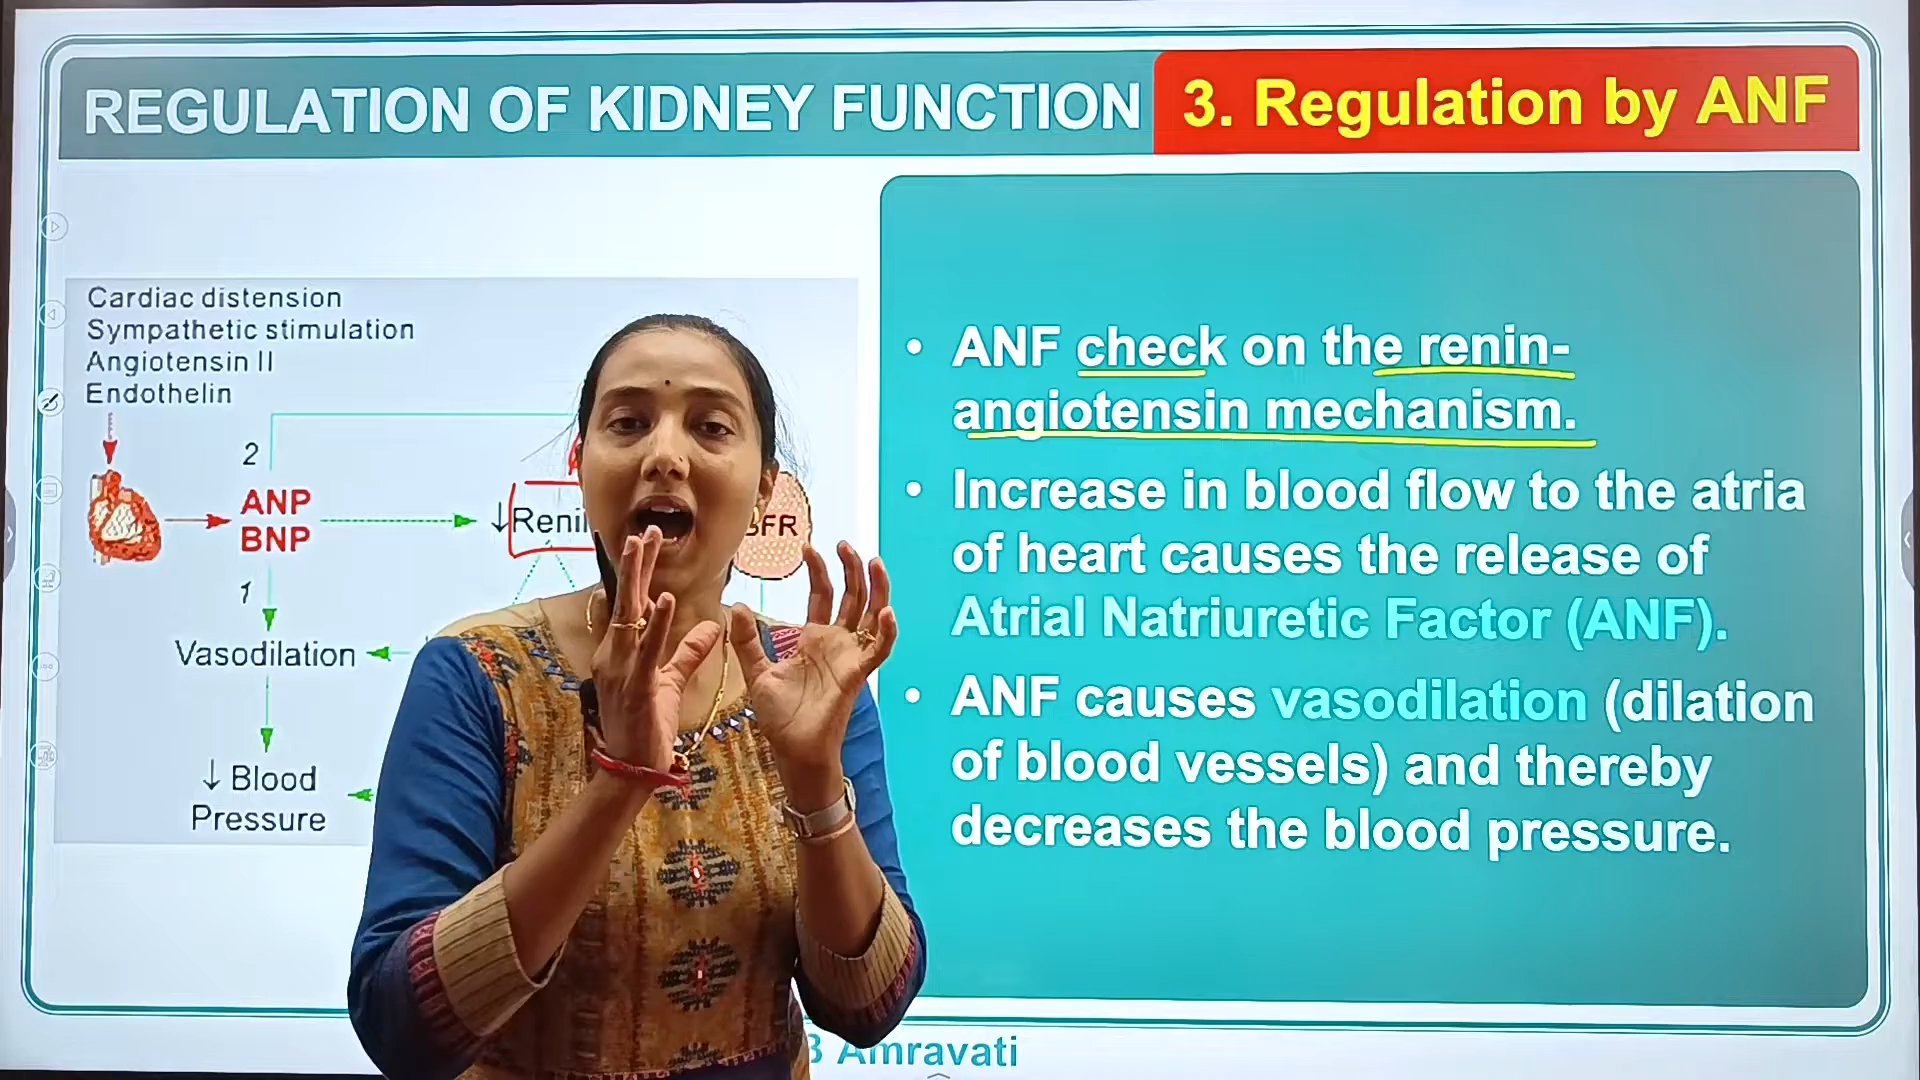 REGULATION OF KIDNEY FUNCTION
3. Regulation by ANF
Cardiac distension
Sympathetic stimulation
Angiotensin II
Endothelin
2
ANP
BNP
↓Reni
GFR
1
Vasodilation
↓ Blood
Pressure
• ANF check on the renin-
angiotensin mechanism.
• Increase in blood flow to the atria
of heart causes the release of
Atrial Natriuretic Factor (ANF).
• ANF causes vasodilation (dilation
of blood vessels) and thereby
decreases the blood pressure.
Amravati